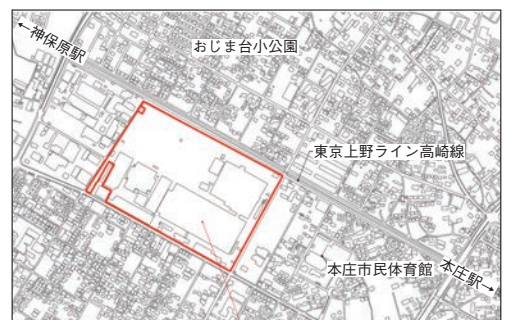 ←神保原駅
おじま台小公園
東京上野ライン高崎線
本庄市民体育館
本庄駅→